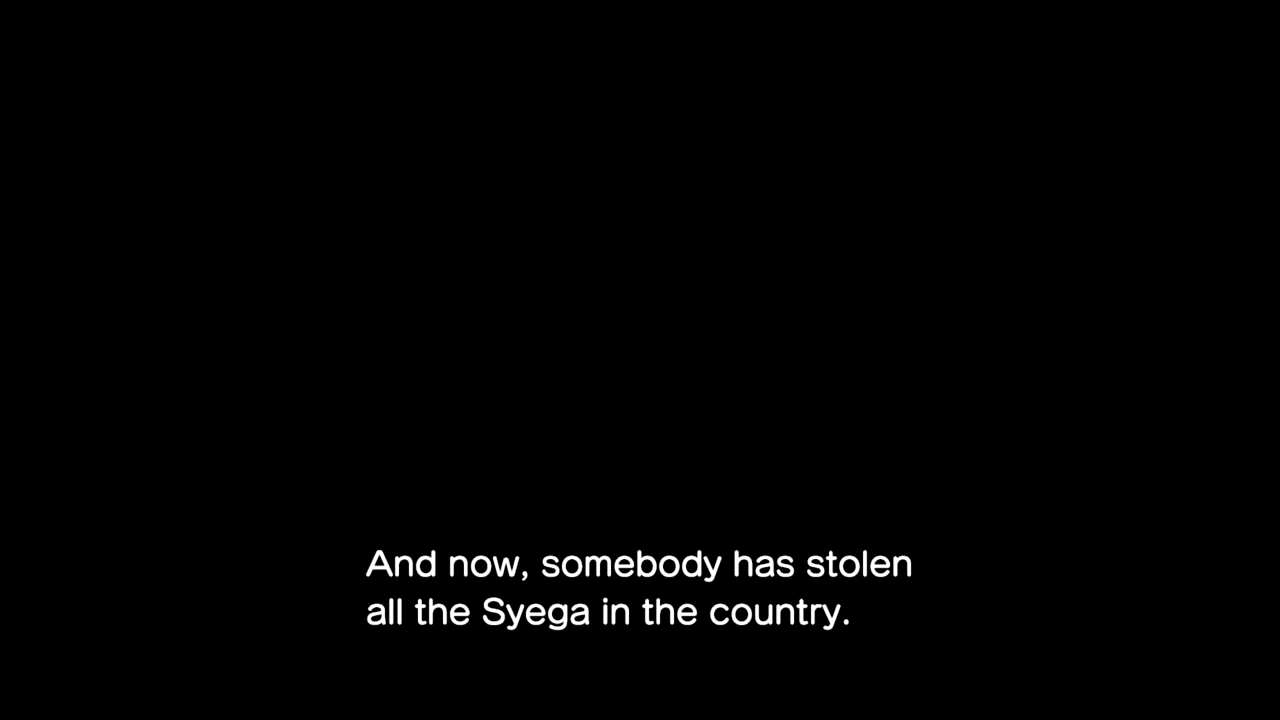 And now, somebody has stolen
all the Syega in the country.